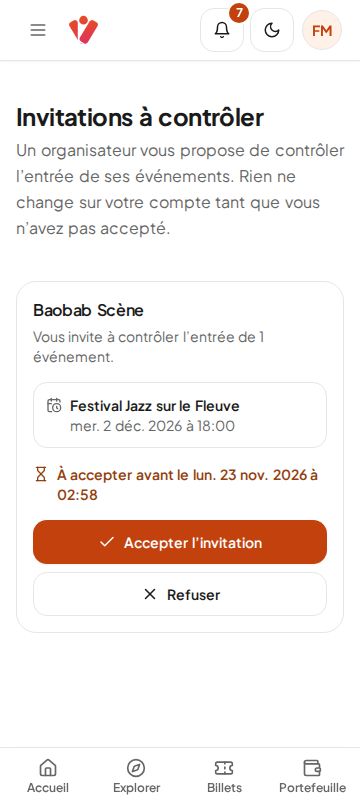 7
FM
Invitations à contrôler
Un organisateur vous propose de contrôler
l'entrée de ses événements. Rien ne
change sur votre compte tant que vous
n'avez pas accepté.
Baobab Scène
Vous invite à contrôler l'entrée de 1
événement.
Festival Jazz sur le Fleuve
mer. 2 déc. 2026 à 18:00
À accepter avant le lun. 23 nov. 2026 à
02:58
Accepter l'invitation
Refuser
Accueil
Explorer
Billets
Portefeuille